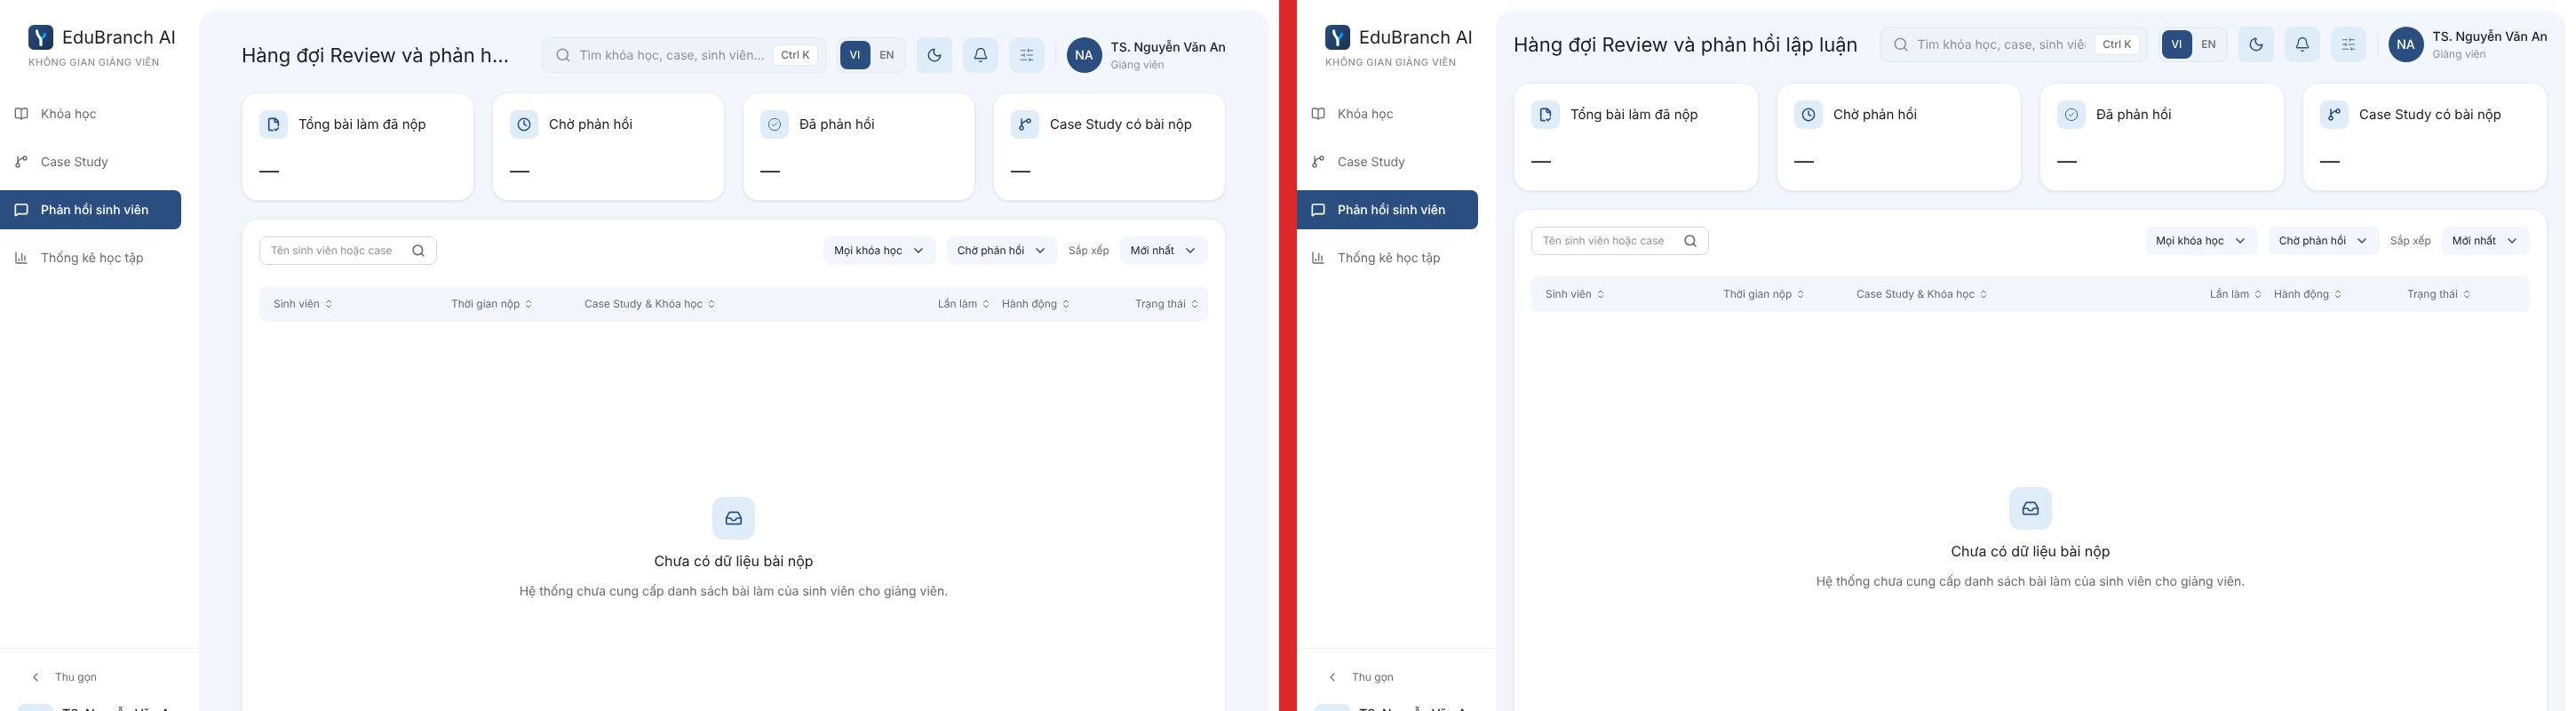 EduBranch AI
KHÔNG GIAN GIẢNG VIÊN
Khóa học
Case Study
Phản hồi sinh viên
Thống kê học tập
Thu gọn
Hàng đợi Review và phản h...
Tìm khóa học, case, sinh viên...
Ctrl K
VI
EN
NA
TS. Nguyễn Văn An
Giảng viên
Tổng bài làm đã nộp
—
Chờ phản hồi
—
Đã phản hồi
—
Case Study có bài nộp
—
Tên sinh viên hoặc case
Mọi khóa học
Chờ phản hồi
Sắp xếp
Mới nhất
Sinh viên
Thời gian nộp
Case Study & Khóa học
Lần làm
Hành động
Trạng thái
Chưa có dữ liệu bài nộp
Hệ thống chưa cung cấp danh sách bài làm của sinh viên cho giảng viên.
EduBranch AI
KHÔNG GIAN GIẢNG VIÊN
Khóa học
Case Study
Phản hồi sinh viên
Thống kê học tập
Thu gọn
Hàng đợi Review và phản hồi lập luận
Tìm khóa học, case, sinh viê
Ctrl K
VI
EN
NA
TS. Nguyễn Văn An
Giảng viên
Tổng bài làm đã nộp
—
Chờ phản hồi
—
Đã phản hồi
—
Case Study có bài nộp
—
Tên sinh viên hoặc case
Mọi khóa học
Chờ phản hồi
Sắp xếp
Mới nhất
Sinh viên
Thời gian nộp
Case Study & Khóa học
Lần làm
Hành động
Trạng thái
Chưa có dữ liệu bài nộp
Hệ thống chưa cung cấp danh sách bài làm của sinh viên cho giảng viên.